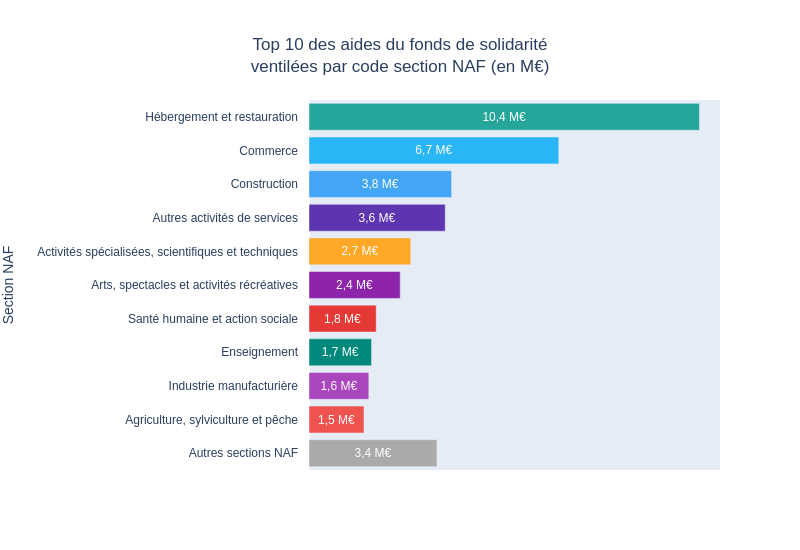 Top 10 des aides du fonds de solidarité
ventilées par code section NAF (en M€)
Section NAF
Hébergement et restauration 10,4 M€
Commerce 6,7 M€
Construction 3,8 M€
Autres activités de services 3,6 M€
Activités spécialisées, scientifiques et techniques 2,7 M€
Arts, spectacles et activités récréatives 2,4 M€
Santé humaine et action sociale 1,8 M€
Enseignement 1,7 M€
Industrie manufacturière 1,6 M€
Agriculture, sylviculture et pêche 1,5 M€
Autres sections NAF 3,4 M€